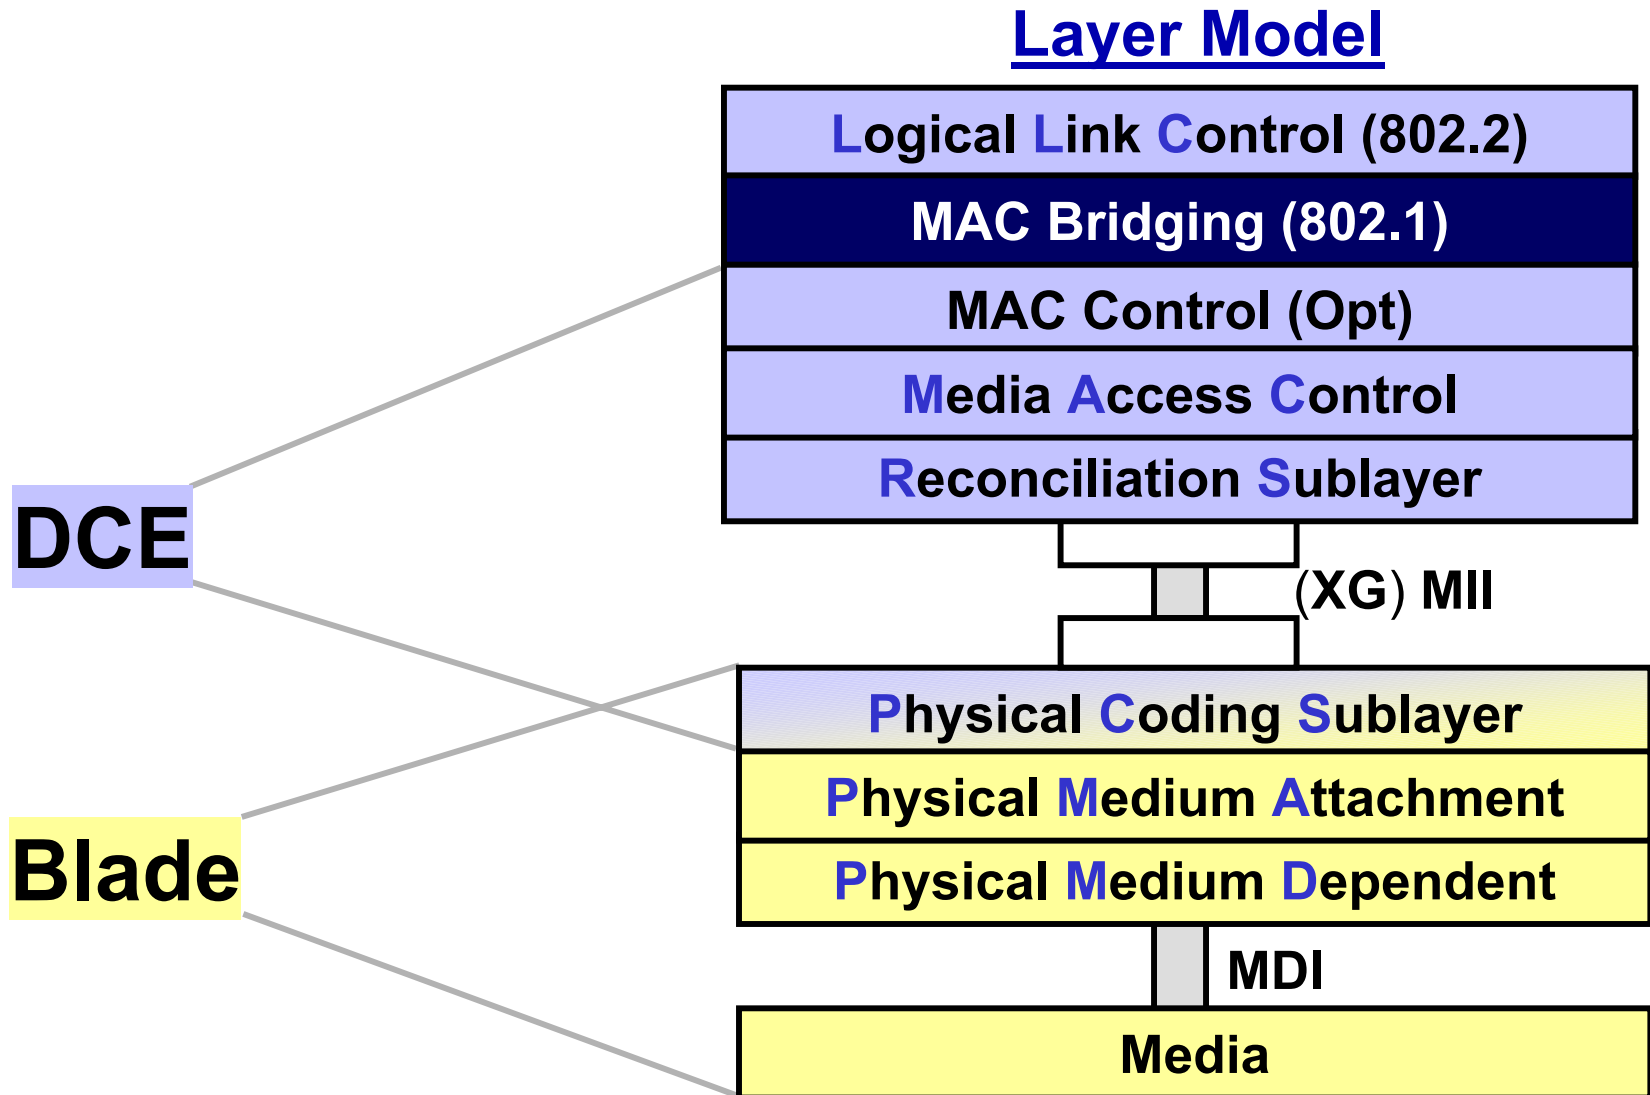 Layer Model
Logical Link Control (802.2)
MAC Bridging (802.1)
MAC Control (Opt)
Media Access Control
Reconciliation Sublayer
DCE
(XG) MII
Physical Coding Sublayer
Physical Medium Attachment
Blade
Physical Medium Dependent
MDI
Media